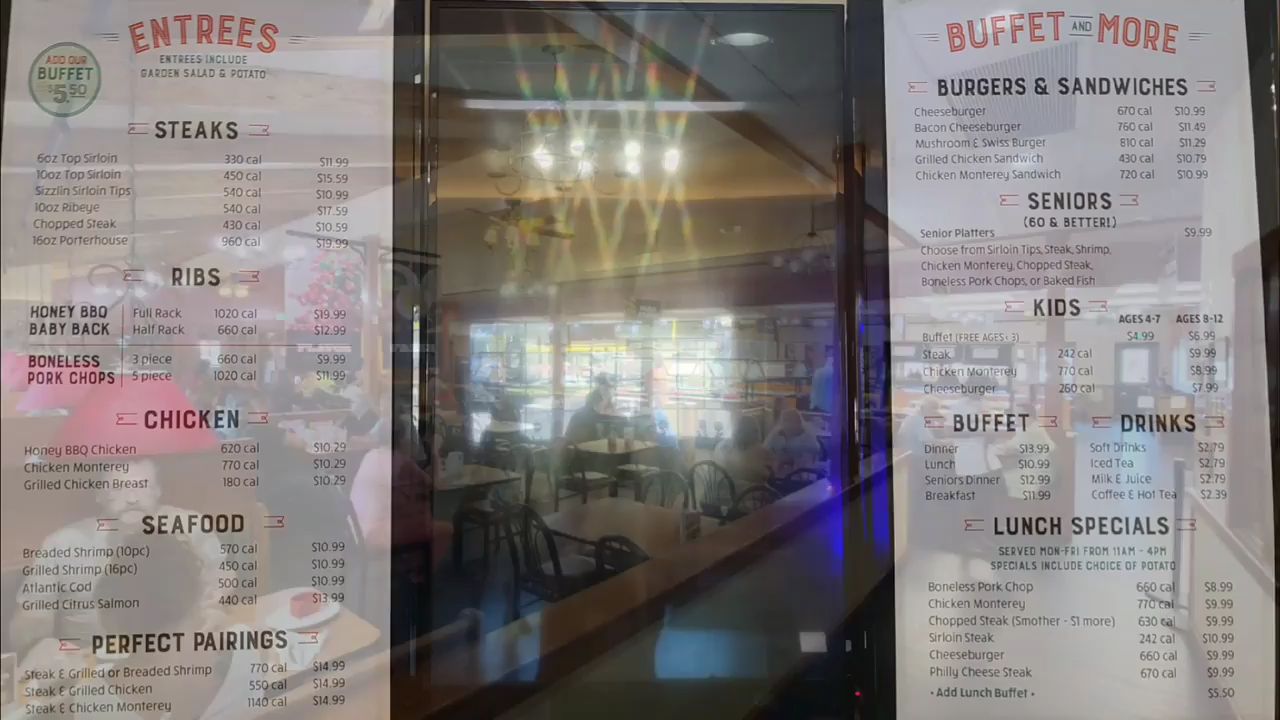 ENTREES
ENTREES INCLUDE
GARDEN SALAD & POTATO
ADD OUR
BUFFET
$5.50
STEAKS
6oz Top Sirloin 330 cal $11.99
10oz Top Sirloin 450 cal $15.59
Sizzlin Sirloin Tips 540 cal $10.99
10oz Ribeye 540 cal $17.59
Chopped Steak 430 cal $10.59
16oz Porterhouse 960 cal $19.99
RIBS
HONEY BBQ BABY BACK
Full Rack 1020 cal $19.99
Half Rack 660 cal $12.99
BONELESS PORK CHOPS
3 piece 660 cal $9.99
5 piece 1020 cal $11.99
CHICKEN
Honey BBQ Chicken 620 cal $10.29
Chicken Monterey 770 cal $10.29
Grilled Chicken Breast 180 cal $10.29
SEAFOOD
Breaded Shrimp (10pc) 570 cal $10.99
Grilled Shrimp (16pc) 450 cal $10.99
Atlantic Cod 500 cal $10.99
Grilled Citrus Salmon 440 cal $13.99
PERFECT PAIRINGS
Steak & Grilled or Breaded Shrimp 770 cal $14.99
Steak & Grilled Chicken 550 cal $14.99
Steak & Chicken Monterey 1140 cal $14.99
BUFFET AND MORE
BURGERS & SANDWICHES
Cheeseburger 670 cal $10.99
Bacon Cheeseburger 760 cal $11.49
Mushroom & Swiss Burger 810 cal $11.29
Grilled Chicken Sandwich 430 cal $10.79
Chicken Monterey Sandwich 720 cal $10.99
SENIORS
(60 & BETTER!)
Senior Platters $9.99
Choose from Sirloin Tips, Steak, Shrimp,
Chicken Monterey, Chopped Steak,
Boneless Pork Chops, or Baked Fish
KIDS
AGES 4-7 AGES 8-12
Buffet (FREE AGES< 3) $4.99 $6.99
Steak 242 cal $9.99
Chicken Monterey 770 cal $8.99
Cheeseburger 260 cal $7.99
BUFFET
Dinner $13.99
Lunch $10.99
Seniors Dinner $12.99
Breakfast $11.99
DRINKS
Soft Drinks $2.79
Iced Tea $2.79
Milk & Juice $2.79
Coffee & Hot Tea $2.39
LUNCH SPECIALS
SERVED MON-FRI FROM 11AM - 4PM
SPECIALS INCLUDE CHOICE OF POTATO
Boneless Pork Chop 660 cal $8.99
Chicken Monterey 770 cal $9.99
Chopped Steak (Smother - $1 more) 630 cal $9.99
Sirloin Steak 242 cal $10.99
Cheeseburger 660 cal $9.99
Philly Cheese Steak 670 cal $9.99
• Add Lunch Buffet • $5.50